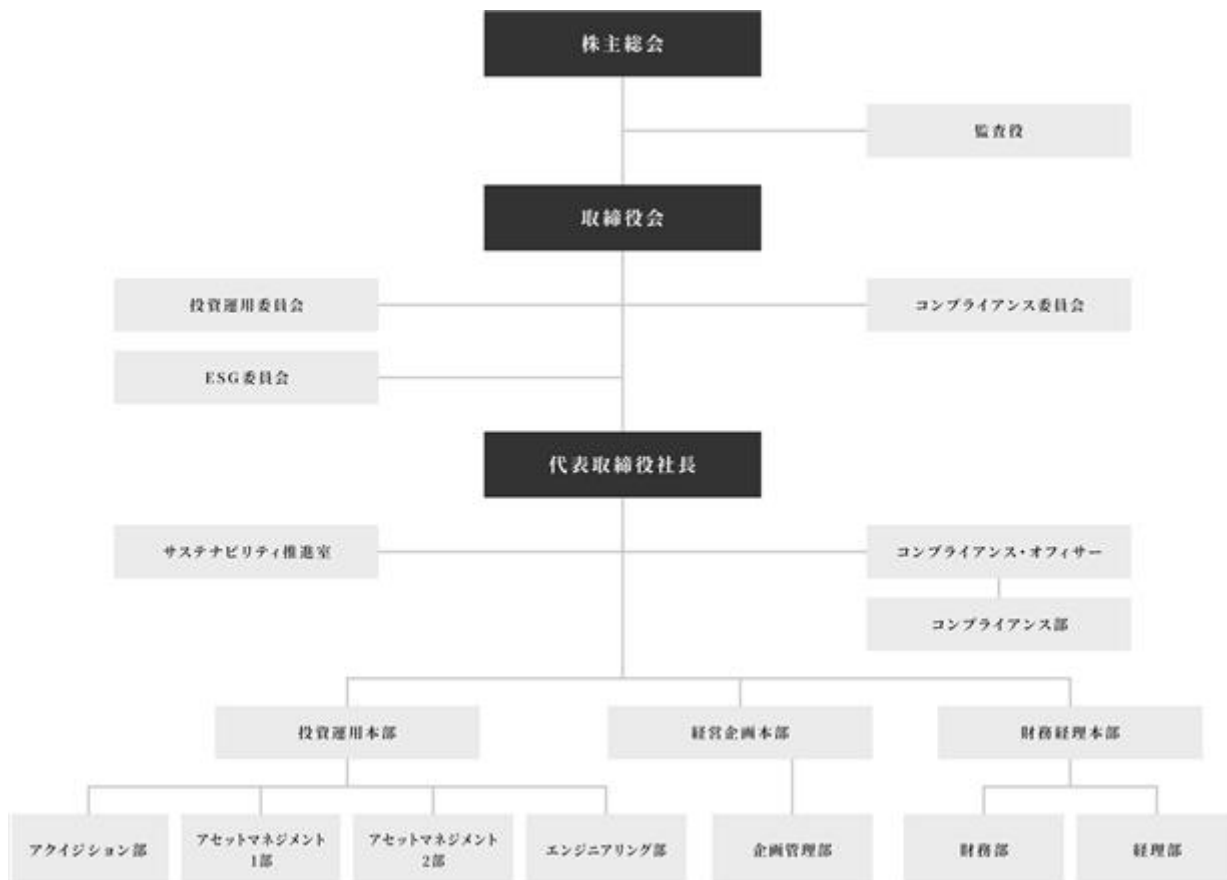 株主総会
監査役
取締役会
投資運用委員会
コンプライアンス委員会
ESG委員会
代表取締役社長
サステナビリティ推進室
コンプライアンス・オフィサー
コンプライアンス部
投資運用本部
経営企画本部
財務経理本部
アクイジション部
アセットマネジメント
1部
アセットマネジメント
2部
エンジニアリング部
企画管理部
財務部
経理部